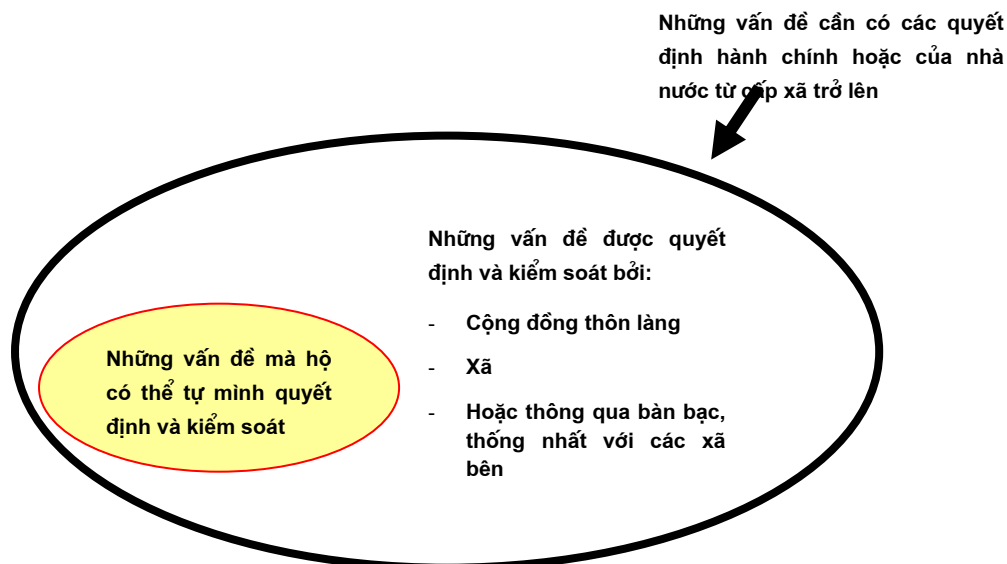 Những vấn đề cần có các quyết
định hành chính hoặc của nhà
nước từ cấp xã trở lên
Những vấn đề được quyết
định và kiểm soát bởi:
- Cộng đồng thôn làng
- Xã
- Hoặc thông qua bàn bạc,
thống nhất với các xã
bên
Những vấn đề mà hộ
có thể tự mình quyết
định và kiểm soát